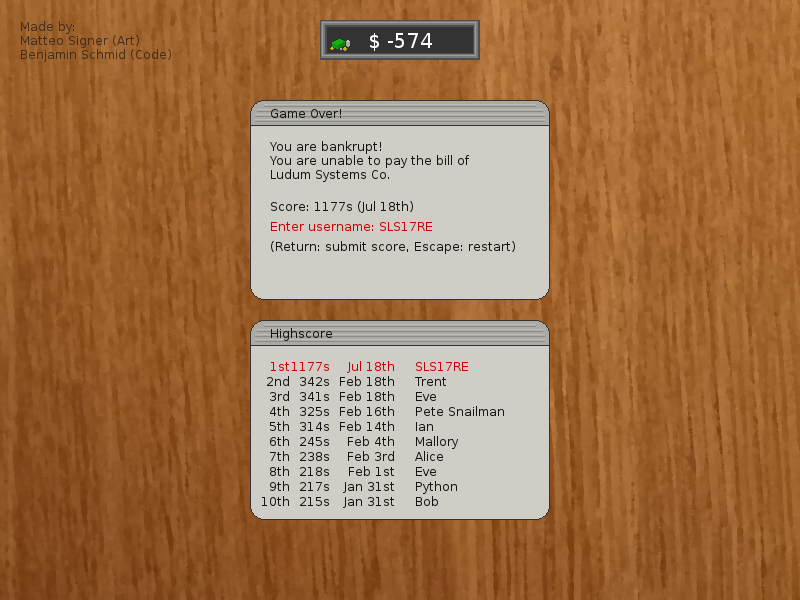 Made by:
Matteo Signer (Art)
Benjamin Schmid (Code)
$ -574
Game Over!
You are bankrupt!
You are unable to pay the bill of
Ludum Systems Co.
Score: 1177s (Jul 18th)
Enter username: SLS17RE
(Return: submit score, Escape: restart)
Highscore
1st 1177s Jul 18th SLS17RE
2nd 342s Feb 18th Trent
3rd 341s Feb 18th Eve
4th 325s Feb 16th Pete Snailman
5th 314s Feb 14th Ian
6th 245s Feb 4th Mallory
7th 238s Feb 3rd Alice
8th 218s Feb 1st Eve
9th 217s Jan 31st Python
10th 215s Jan 31st Bob